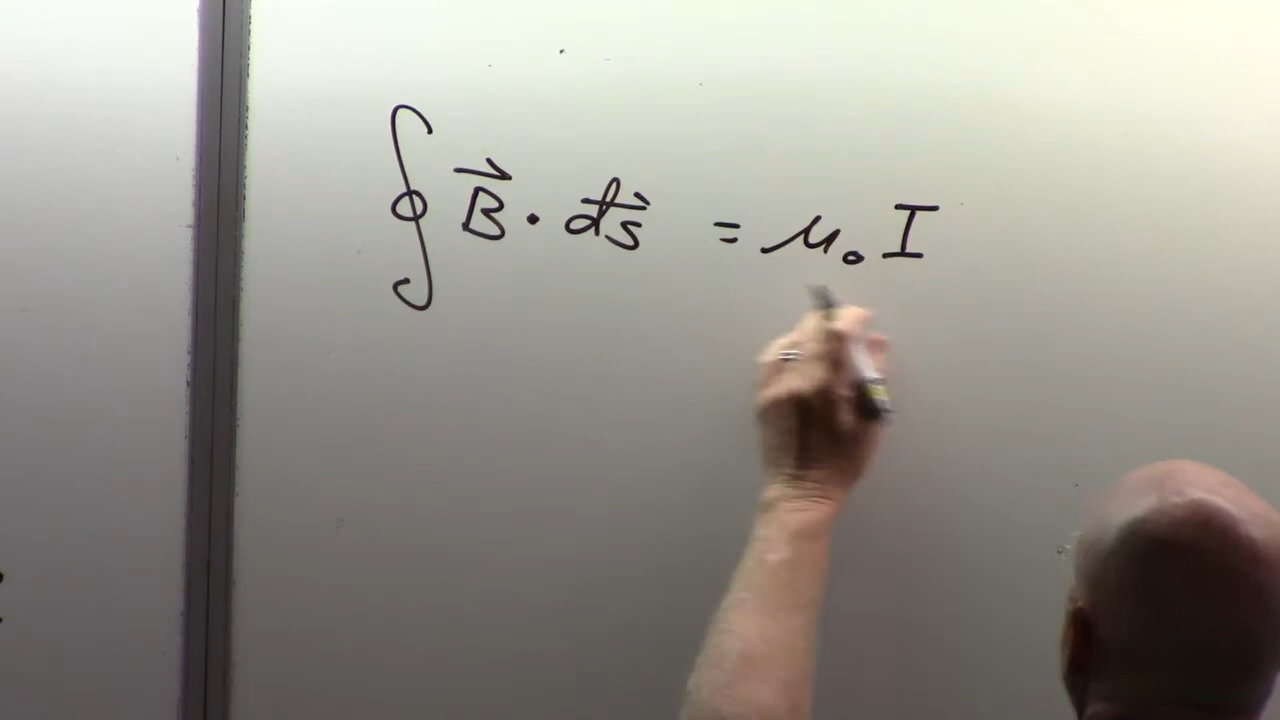 ∮ B⃗ · ds⃗ = μ₀ I